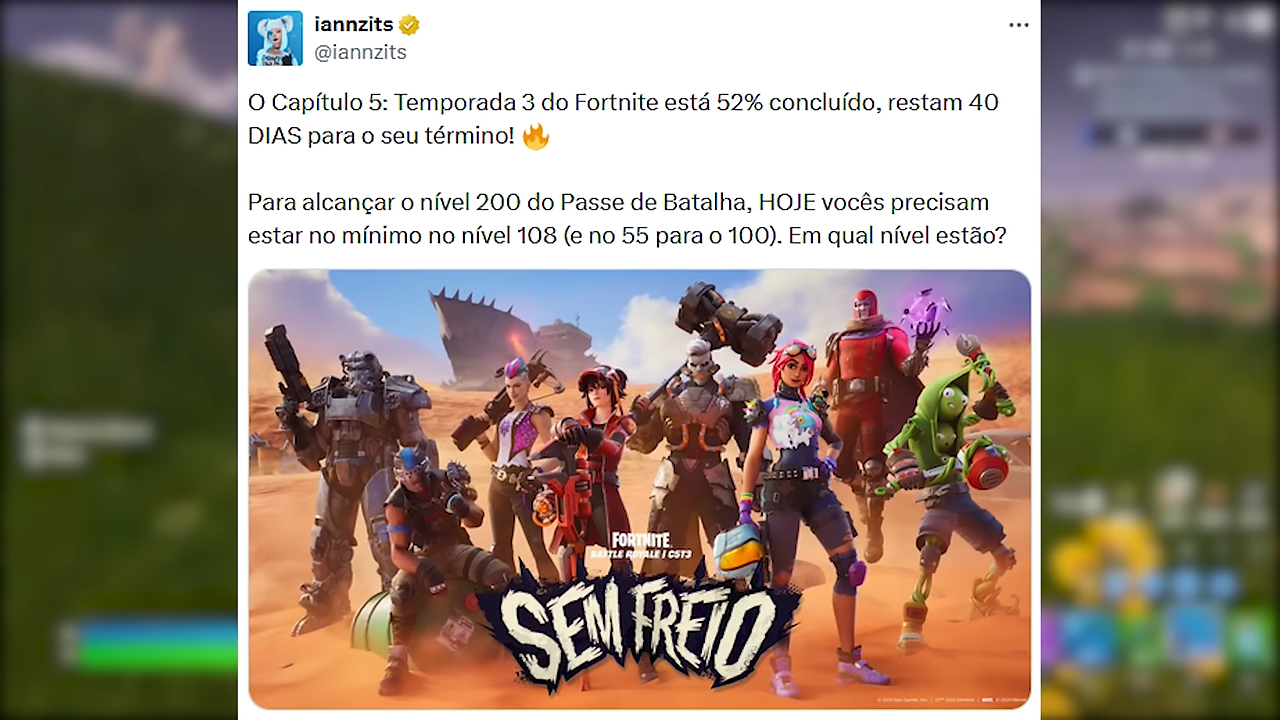 iannzits
@iannzits
O Capítulo 5: Temporada 3 do Fortnite está 52% concluído, restam 40
DIAS para o seu término! 🔥
Para alcançar o nível 200 do Passe de Batalha, HOJE vocês precisam
estar no mínimo no nível 108 (e no 55 para o 100). Em qual nível estão?
FORTNITE
BATTLE ROYALE | C5T3
SEM FREIO